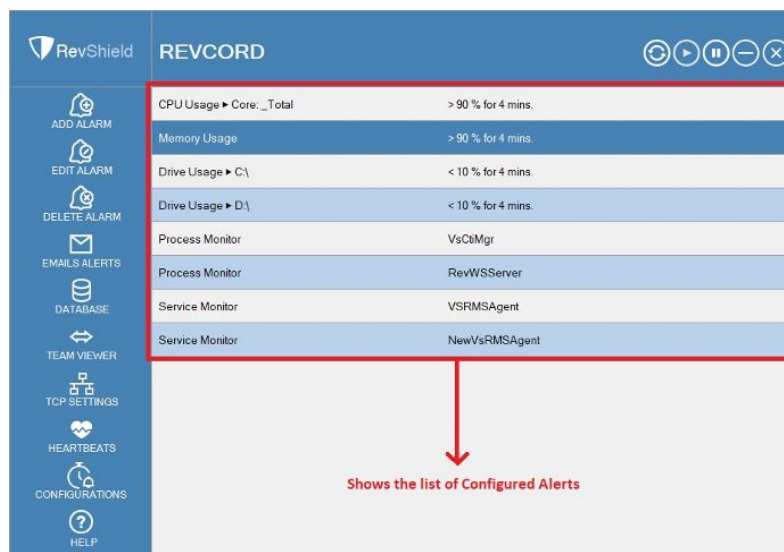 RevShield
REVCORD
ADD ALARM
EDIT ALARM
DELETE ALARM
EMAILS ALERTS
DATABASE
TEAM VIEWER
TCP SETTINGS
HEARTBEATS
CONFIGURATIONS
HELP
CPU Usage ▸ Core: _Total > 90 % for 4 mins.
Memory Usage > 90 % for 4 mins.
Drive Usage ▸ C:\ < 10 % for 4 mins.
Drive Usage ▸ D:\ < 10 % for 4 mins.
Process Monitor VsCtiMgr
Process Monitor RevWSServer
Service Monitor VSRMSAgent
Service Monitor NewVsRMSAgent
Shows the list of Configured Alerts